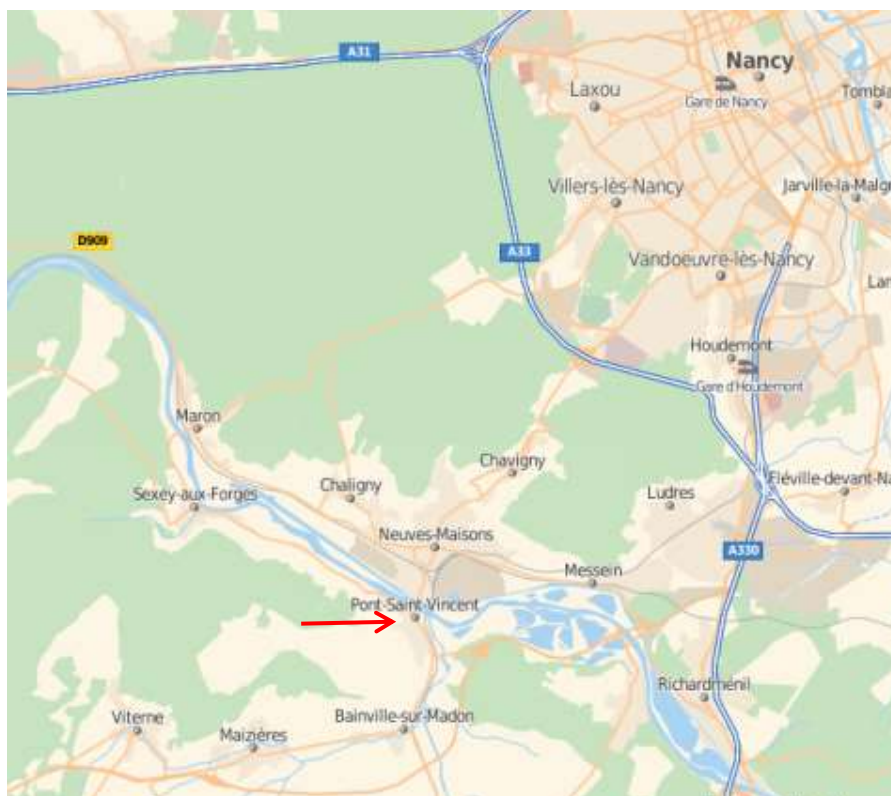 A31
Nancy
Laxou
Gare de Nancy
Tombla
Villers-lès-Nancy
Jarville-la-Malgr
D909
A33
Vandoeuvre-lès-Nancy
Lan
Houdemont
Gare d'Houdemont
Maron
Chavigny
Chaligny
Sexey-aux-Forges
Ludres
Fléville-devant-Na
Neuves-Maisons
A330
Messein
Pont-Saint-Vincent
Richardménil
Viterne
Bainville-sur-Madon
Maizières